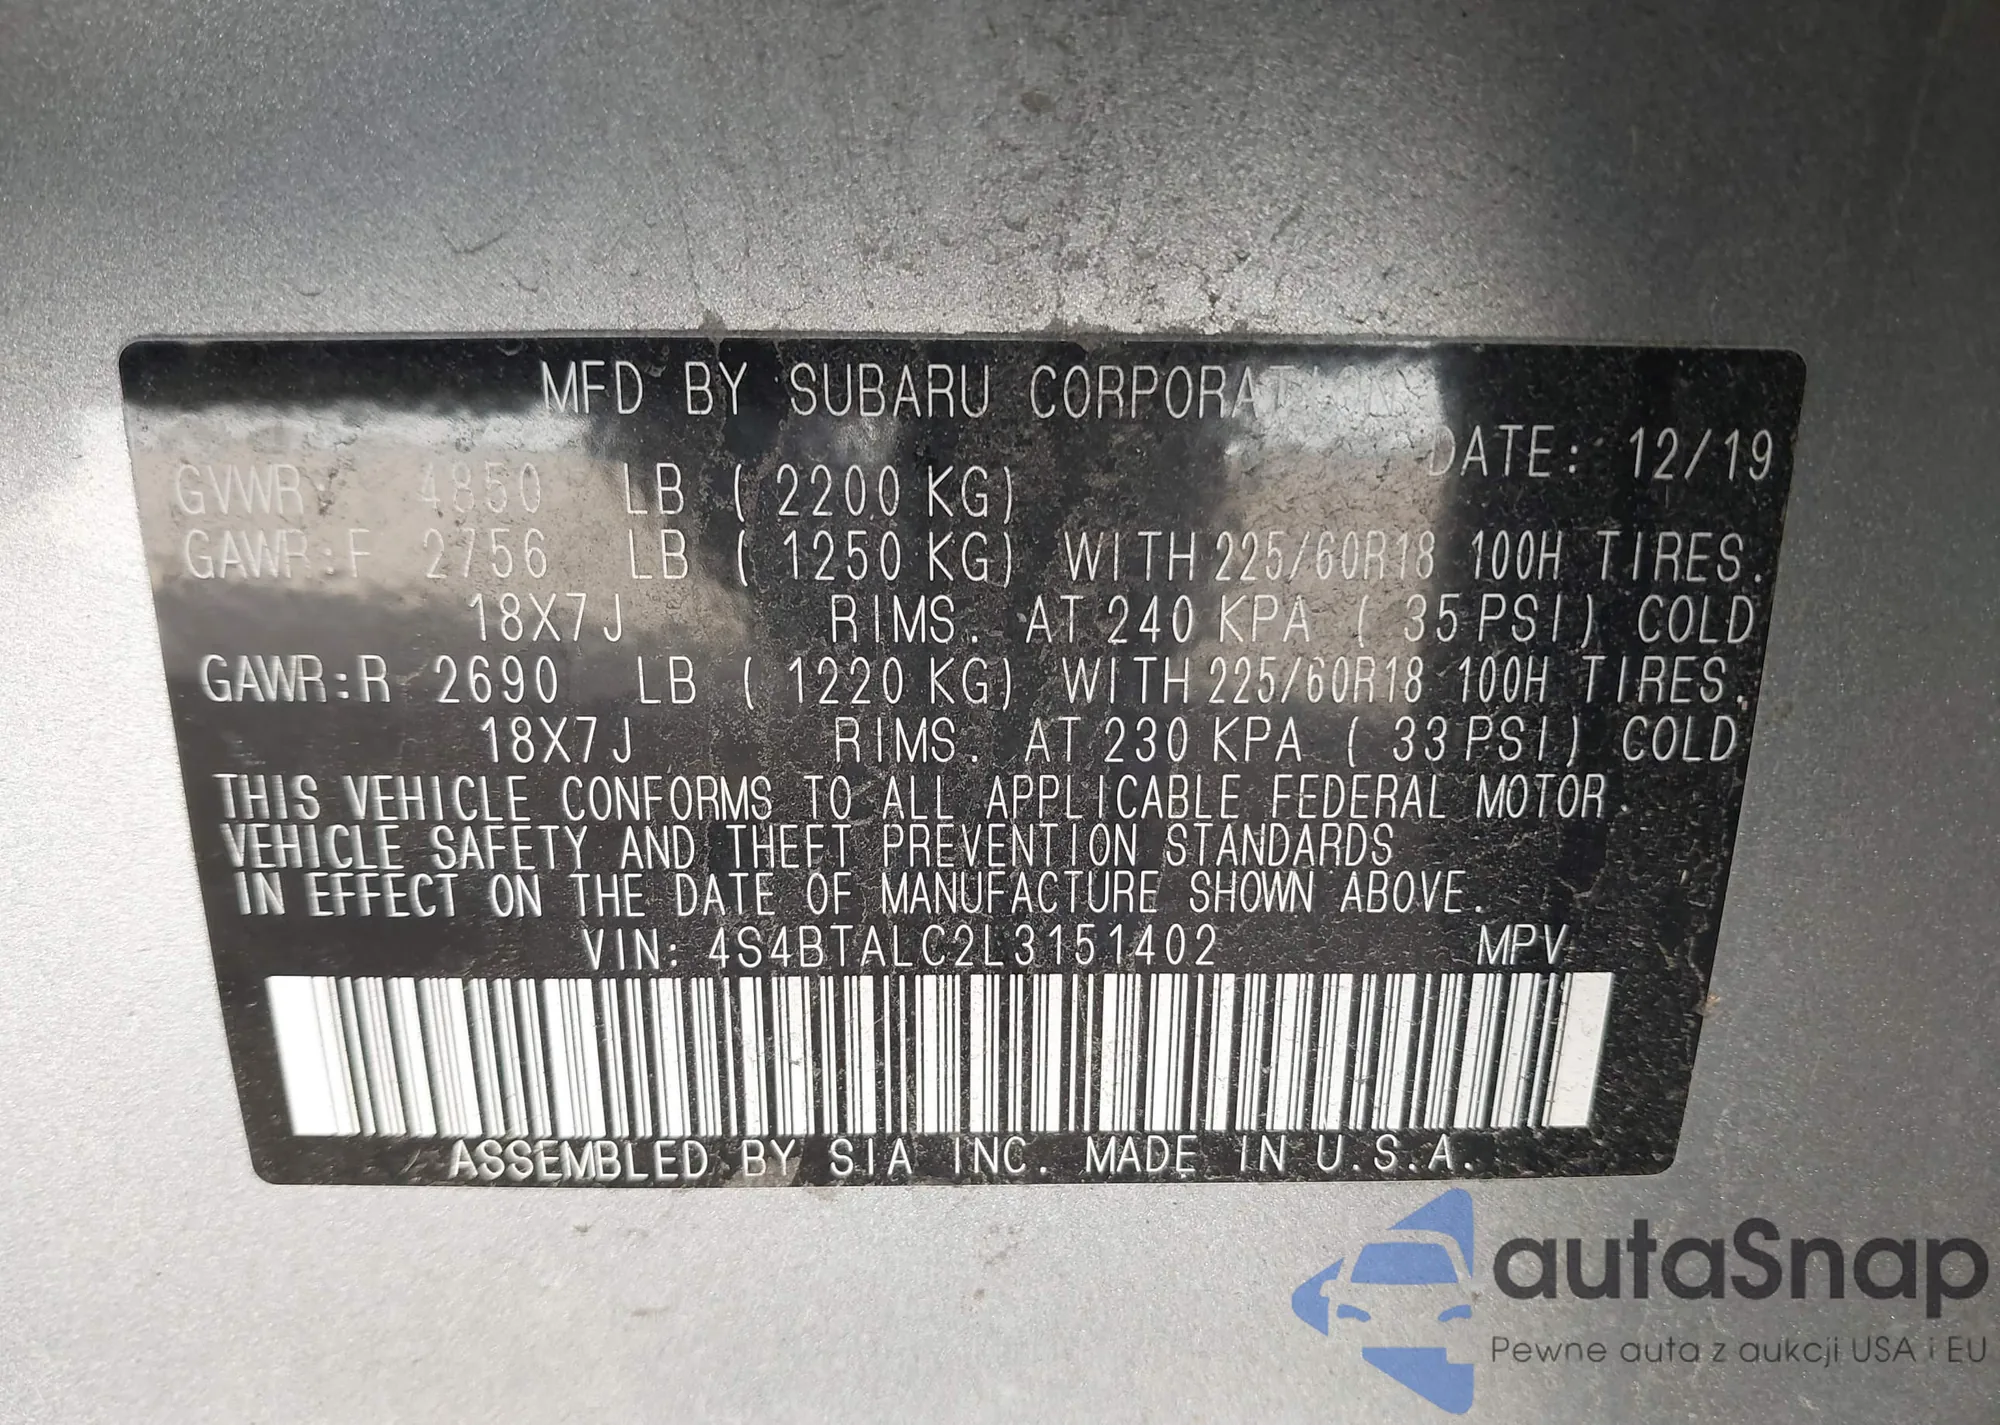 MFD BY SUBARU CORPORATION
DATE: 12/19
GVWR: 4850 LB ( 2200 KG)
GAWR:F 2756 LB ( 1250 KG) WITH 225/60R18 100H TIRES.
18X7J RIMS. AT 240 KPA ( 35 PSI) COLD
GAWR:R 2690 LB ( 1220 KG) WITH 225/60R18 100H TIRES.
18X7J RIMS. AT 230 KPA ( 33 PSI) COLD
THIS VEHICLE CONFORMS TO ALL APPLICABLE FEDERAL MOTOR
VEHICLE SAFETY AND THEFT PREVENTION STANDARDS
IN EFFECT ON THE DATE OF MANUFACTURE SHOWN ABOVE.
VIN: 4S4BTALC2L3151402 MPV
ASSEMBLED BY SIA INC. MADE IN U.S.A.
autaSnap
Pewne auta z aukcji USA i EU